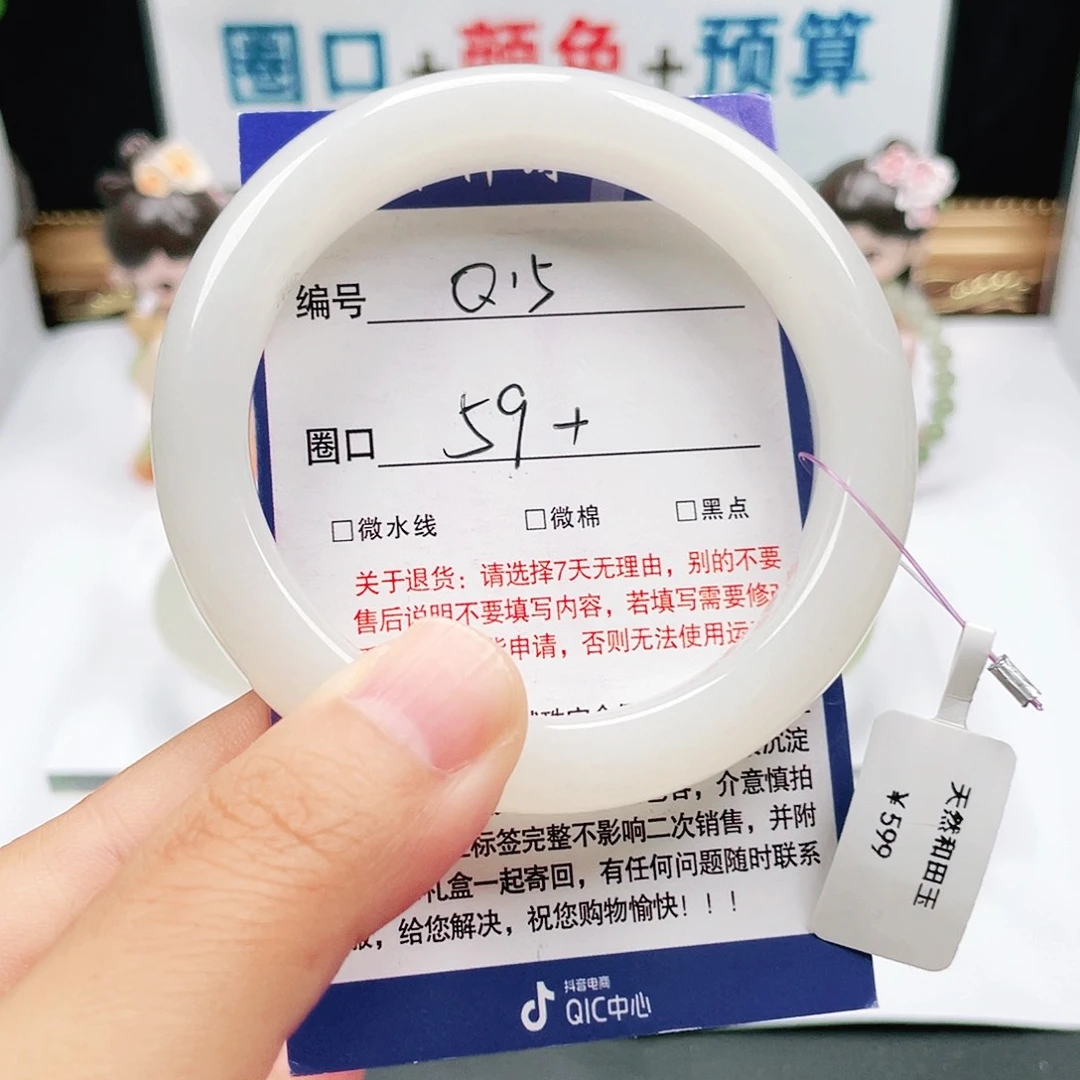 圈口+颜色+预算
编号 Q15
圈口 59+
□微水线 □微棉 □黑点
关于退货：请选择7天无理由，别的不要
售后说明不要填写内容，若填写需要修改
申请，否则无法使用运
沉淀
介意慎拍
标签完整不影响二次销售，并附
礼盒一起寄回，有任何问题随时联系
服，给您解决，祝您购物愉快！！！
抖音电商
QIC中心
天然和田玉
¥599